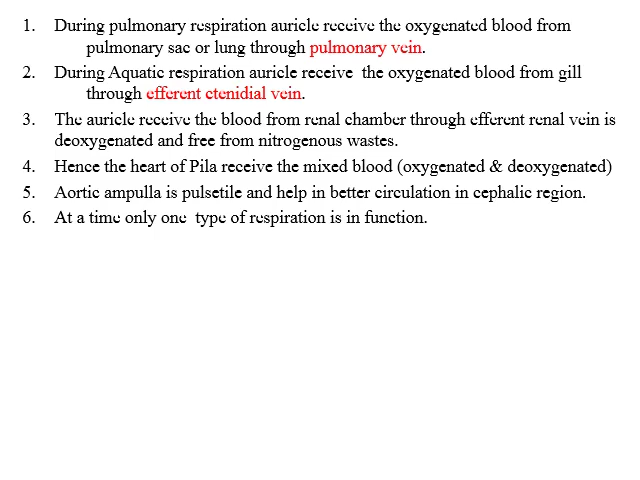 1. During pulmonary respiration auricle receive the oxygenated blood from
pulmonary sac or lung through pulmonary vein.
2. During Aquatic respiration auricle receive  the oxygenated blood from gill
through efferent ctenidial vein.
3. The auricle receive the blood from renal chamber through efferent renal vein is
deoxygenated and free from nitrogenous wastes.
4. Hence the heart of Pila receive the mixed blood (oxygenated & deoxygenated)
5. Aortic ampulla is pulsetile and help in better circulation in cephalic region.
6. At a time only one  type of respiration is in function.